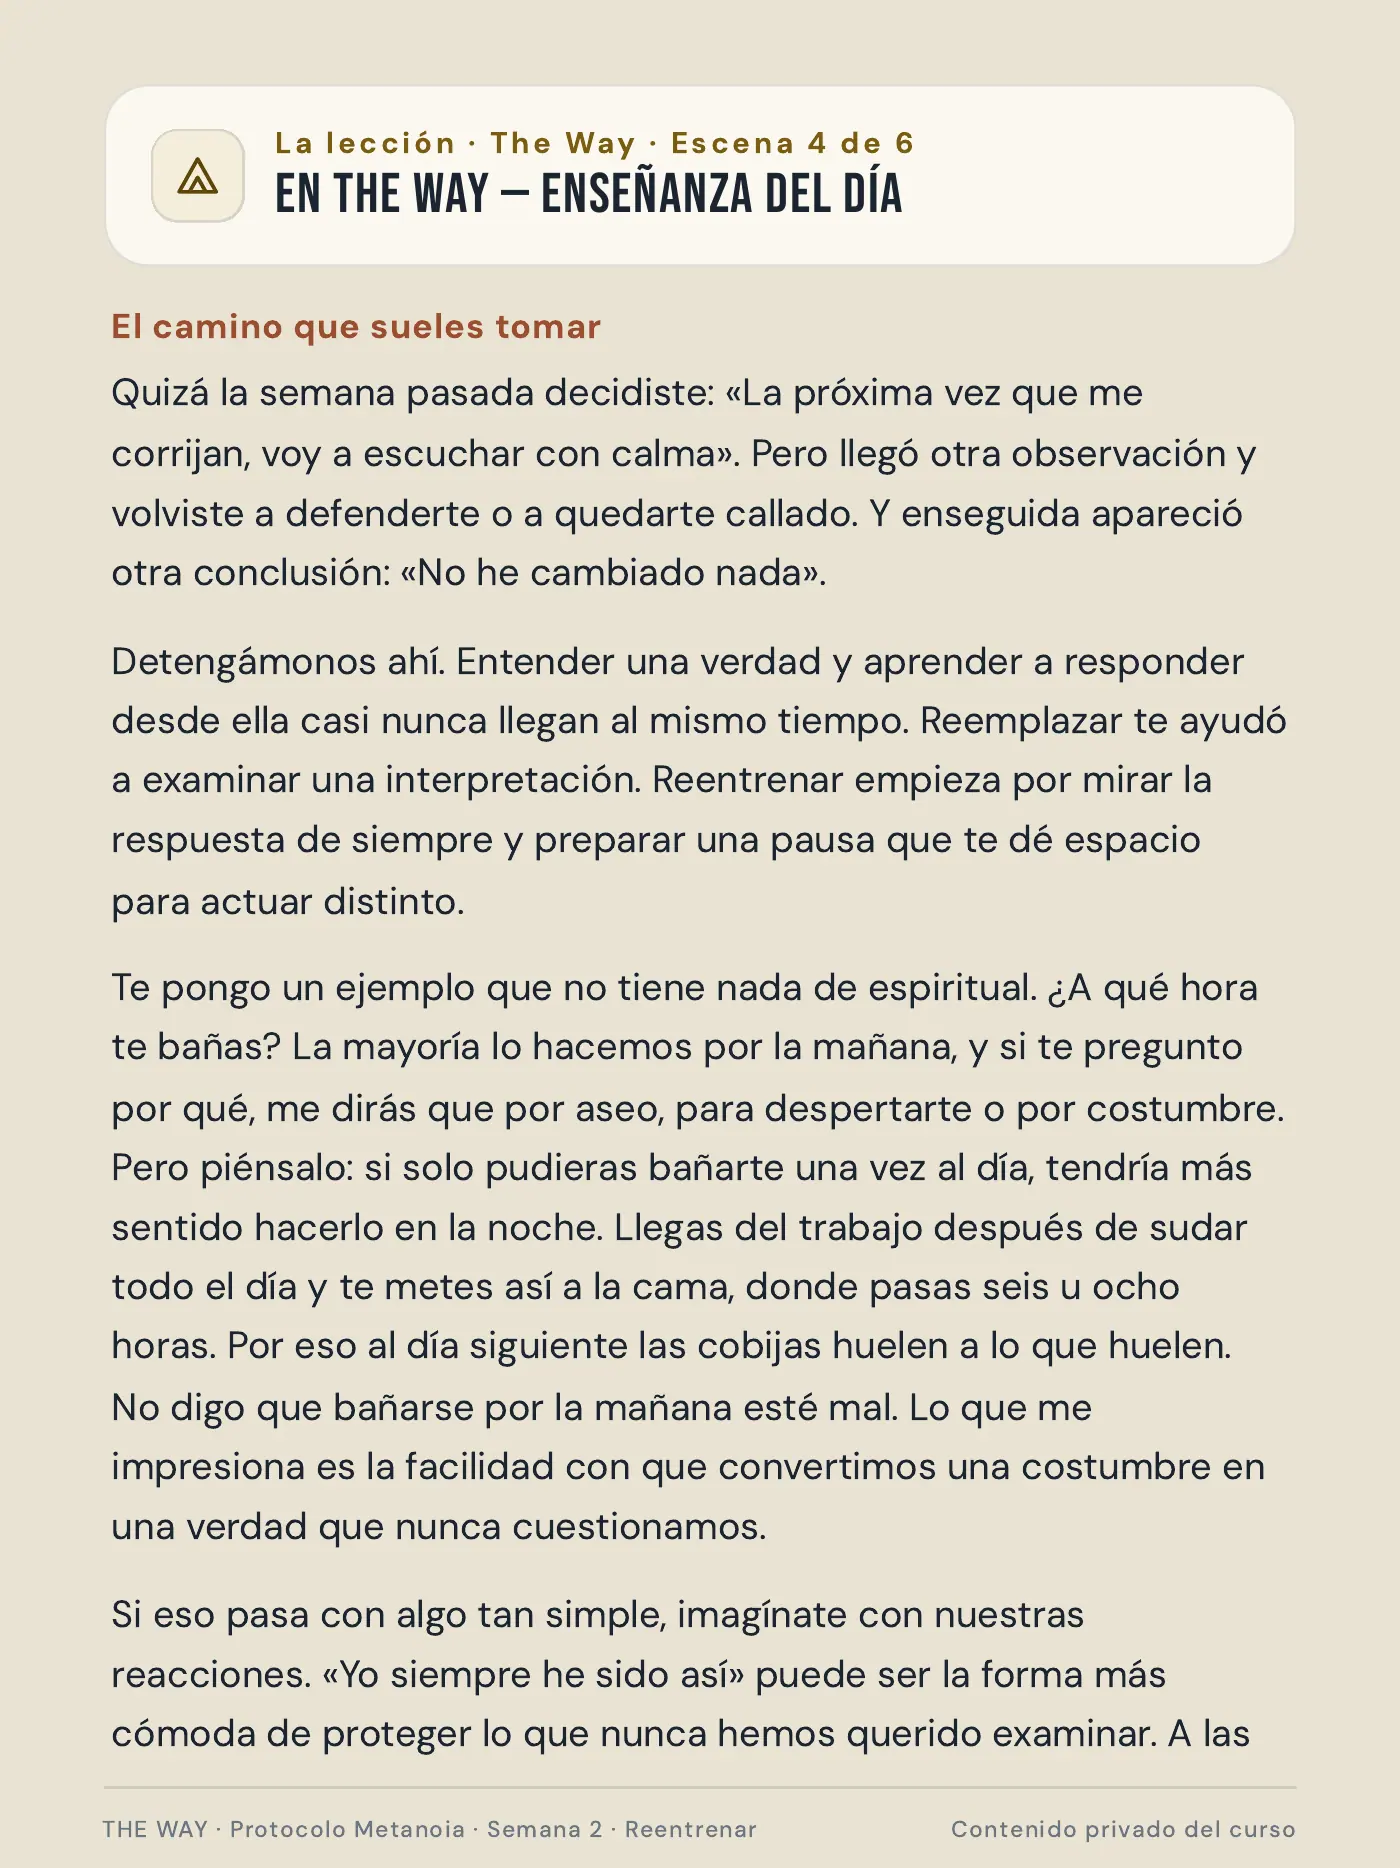 La lección · The Way · Escena 4 de 6
EN THE WAY — ENSEÑANZA DEL DÍA
El camino que sueles tomar
Quizá la semana pasada decidiste: «La próxima vez que me
corrijan, voy a escuchar con calma». Pero llegó otra observación y
volviste a defenderte o a quedarte callado. Y enseguida apareció
otra conclusión: «No he cambiado nada».
Detengámonos ahí. Entender una verdad y aprender a responder
desde ella casi nunca llegan al mismo tiempo. Reemplazar te ayudó
a examinar una interpretación. Reentrenar empieza por mirar la
respuesta de siempre y preparar una pausa que te dé espacio
para actuar distinto.
Te pongo un ejemplo que no tiene nada de espiritual. ¿A qué hora
te bañas? La mayoría lo hacemos por la mañana, y si te pregunto
por qué, me dirás que por aseo, para despertarte o por costumbre.
Pero piénsalo: si solo pudieras bañarte una vez al día, tendría más
sentido hacerlo en la noche. Llegas del trabajo después de sudar
todo el día y te metes así a la cama, donde pasas seis u ocho
horas. Por eso al día siguiente las cobijas huelen a lo que huelen.
No digo que bañarse por la mañana esté mal. Lo que me
impresiona es la facilidad con que convertimos una costumbre en
una verdad que nunca cuestionamos.
Si eso pasa con algo tan simple, imagínate con nuestras
reacciones. «Yo siempre he sido así» puede ser la forma más
cómoda de proteger lo que nunca hemos querido examinar. A las
THE WAY · Protocolo Metanoia · Semana 2 · Reentrenar
Contenido privado del curso